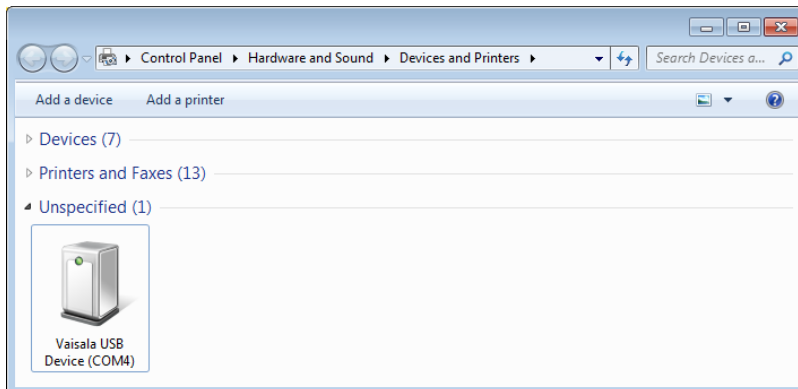 Control Panel Hardware and Sound Devices and Printers Search Devices a...
Add a device Add a printer
Devices (7)
Printers and Faxes (13)
Unspecified (1)
Vaisala USB
Device (COM4)